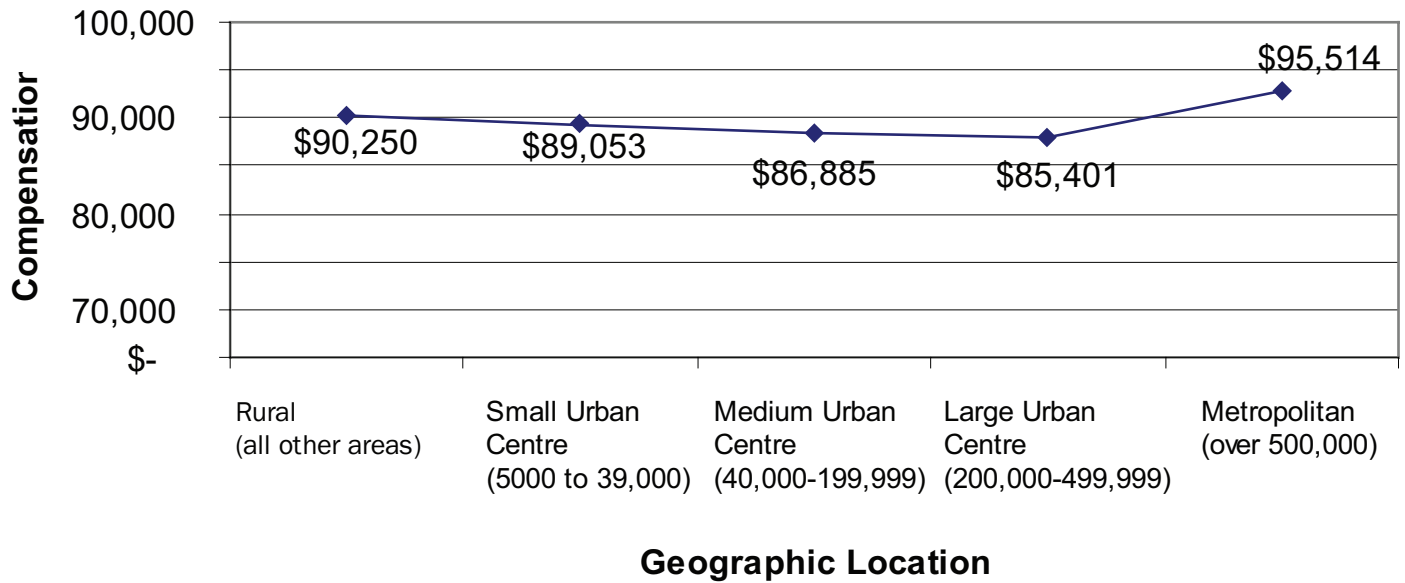 100,000
90,000
80,000
70,000
$-
Compensatior
$90,250
$89,053
$86,885
$85,401
$95,514
Rural
(all other areas)
Small Urban
Centre
(5000 to 39,000)
Medium Urban
Centre
(40,000-199,999)
Large Urban
Centre
(200,000-499,999)
Metropolitan
(over 500,000)
Geographic Location